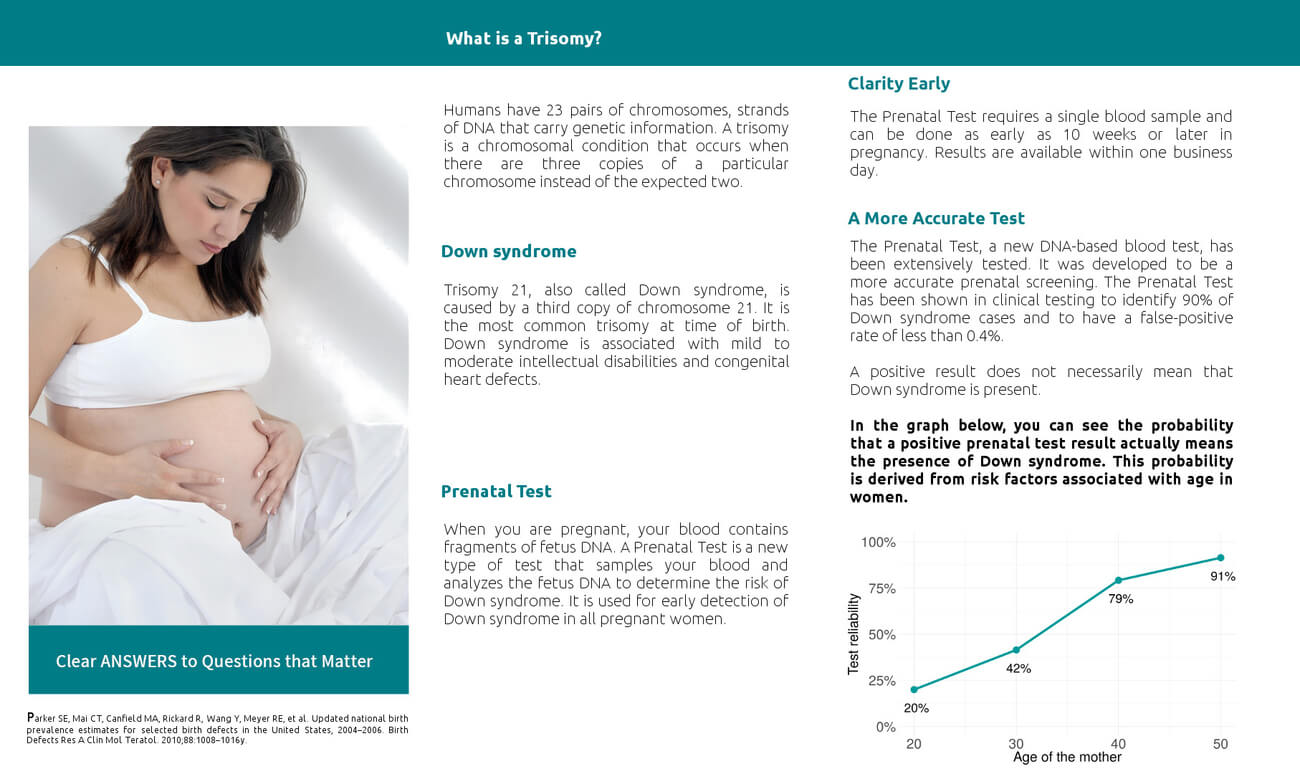 What is a Trisomy?
Humans have 23 pairs of chromosomes, strands
of DNA that carry genetic information. A trisomy
is a chromosomal condition that occurs when
there are three copies of a particular
chromosome instead of the expected two.
Down syndrome
Trisomy 21, also called Down syndrome, is
caused by a third copy of chromosome 21. It is
the most common trisomy at time of birth.
Down syndrome is associated with mild to
moderate intellectual disabilities and congenital
heart defects.
Prenatal Test
When you are pregnant, your blood contains
fragments of fetus DNA. A Prenatal Test is a new
type of test that samples your blood and
analyzes the fetus DNA to determine the risk of
Down syndrome. It is used for early detection of
Down syndrome in all pregnant women.
Clear ANSWERS to Questions that Matter
Parker SE, Mai CT, Canfield MA, Rickard R, Wang Y, Meyer RE, et al. Updated national birth
prevalence estimates for selected birth defects in the United States, 2004–2006. Birth
Defects Res A Clin Mol Teratol. 2010;88:1008–1016y.
Clarity Early
The Prenatal Test requires a single blood sample and
can be done as early as 10 weeks or later in
pregnancy. Results are available within one business
day.
A More Accurate Test
The Prenatal Test, a new DNA-based blood test, has
been extensively tested. It was developed to be a
more accurate prenatal screening. The Prenatal Test
has been shown in clinical testing to identify 90% of
Down syndrome cases and to have a false-positive
rate of less than 0.4%.
A positive result does not necessarily mean that
Down syndrome is present.
In the graph below, you can see the probability
that a positive prenatal test result actually means
the presence of Down syndrome. This probability
is derived from risk factors associated with age in
women.
100%
75%
50%
25%
0%
Test reliability
20%
42%
79%
91%
20
30
40
50
Age of the mother